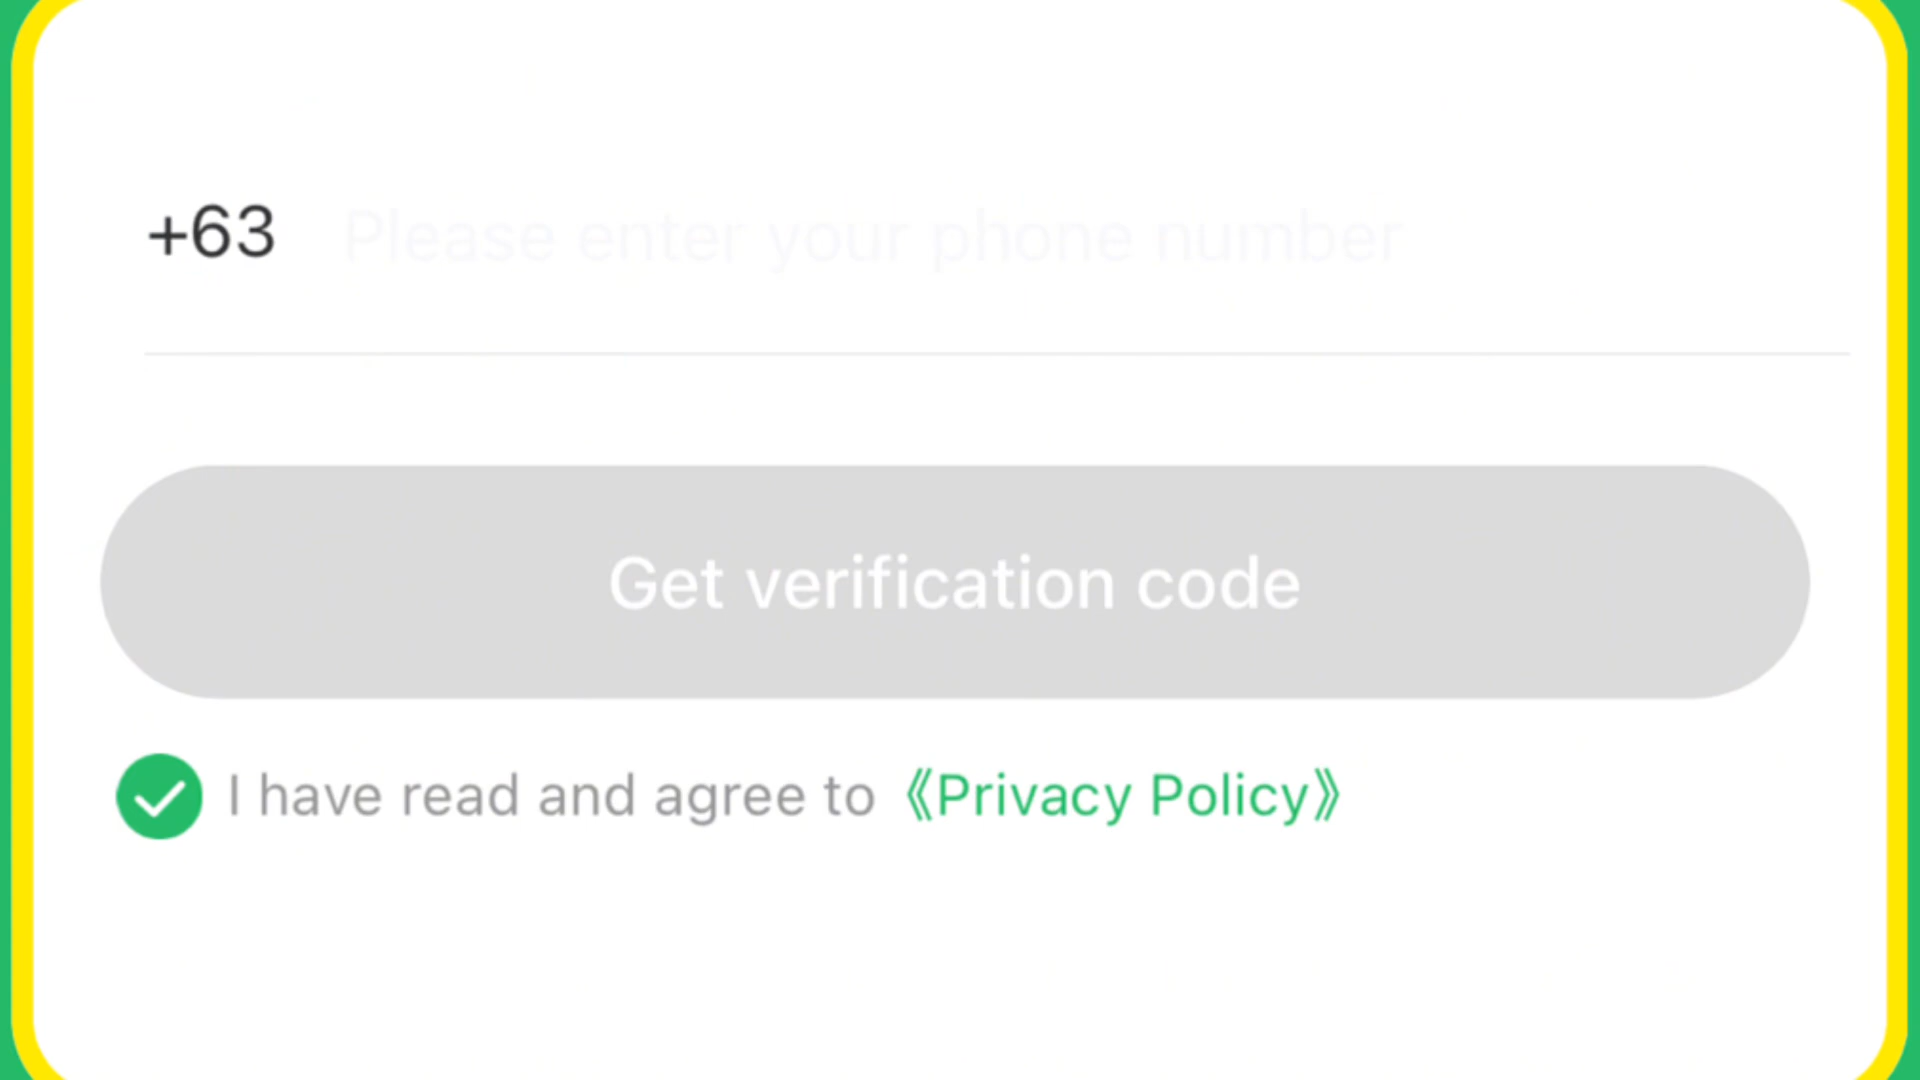 +63 Please enter your phone number
Get verification code
I have read and agree to 《Privacy Policy》